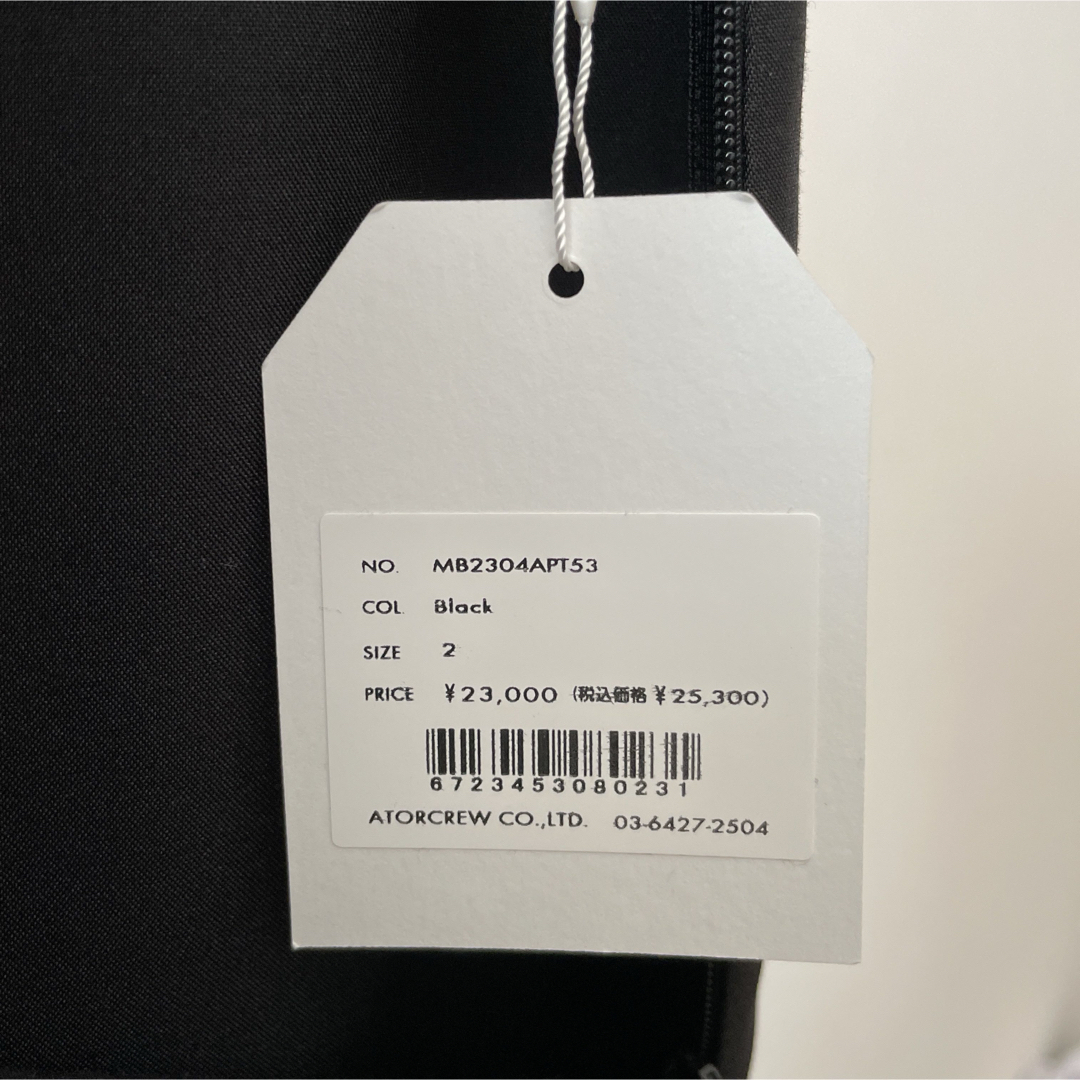 NO. MB2304APT53
COL. Black
SIZE 2
PRICE ¥23,000 (税込価格 ¥25,300)
6723453080231
ATORCREW CO.,LTD. 03-6427-2504